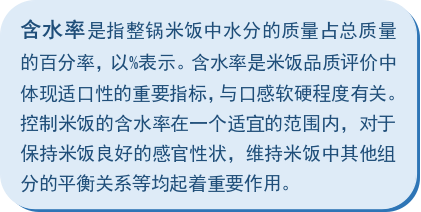 含水率是指整锅米饭中水分的质量占总质量
的百分率，以%表示。含水率是米饭品质评价中
体现适口性的重要指标，与口感软硬程度有关。
控制米饭的含水率在一个适宜的范围内，对于
保持米饭良好的感官性状，维持米饭中其他组
分的平衡关系等均起着重要作用。